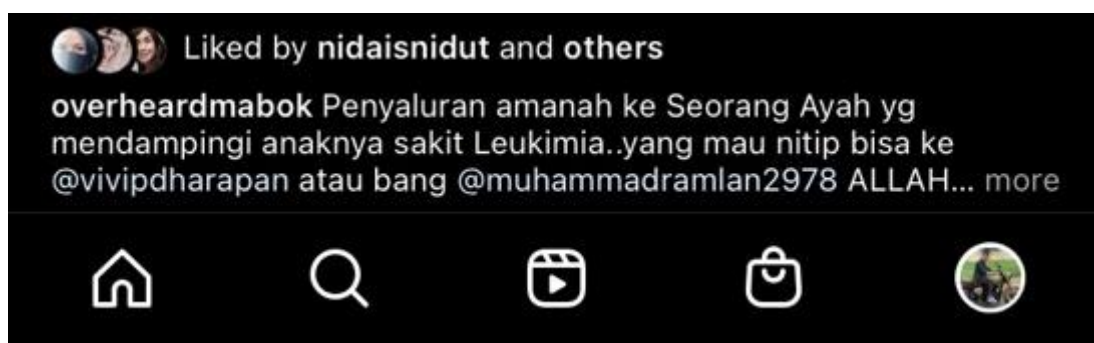 Liked by nidaisnidut and others
overheardmabok Penyaluran amanah ke Seorang Ayah yg
mendampingi anaknya sakit Leukimia..yang mau nitip bisa ke
@vivipdharapan atau bang @muhammadramlan2978 ALLAH... more